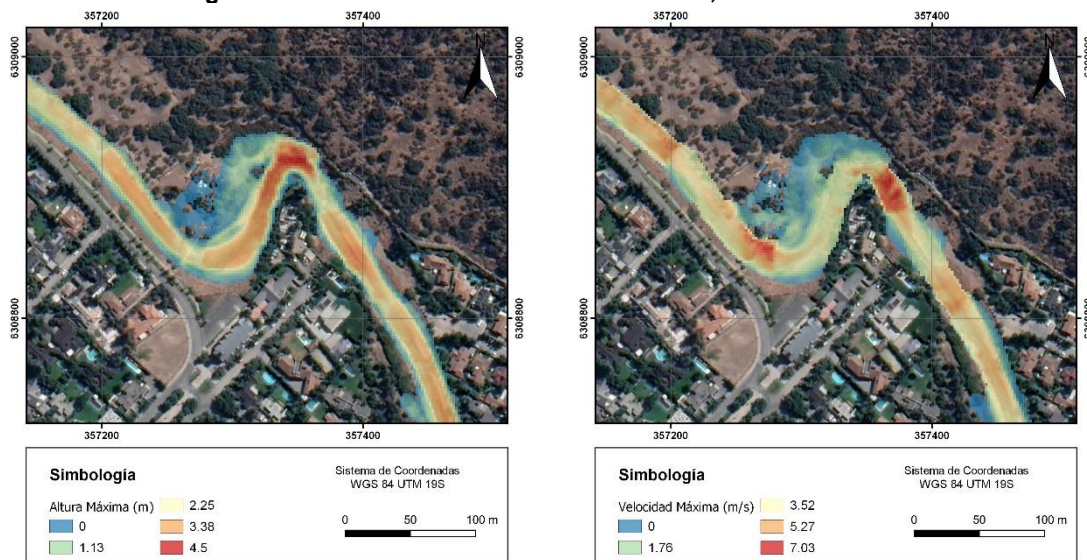 357200 357400
6309000 6309000
N
6308800 6308800
357200 357400
Simbología
Sistema de Coordenadas
WGS 84 UTM 19S
Altura Máxima (m)
0
1.13
2.25
3.38
4.5
0 50 100 m
357200 357400
6309000
N
6308800 6308800
357200 357400
Simbología
Sistema de Coordenadas
WGS 84 UTM 19S
Velocidad Máxima (m/s)
0
1.76
3.52
5.27
7.03
0 50 100 m